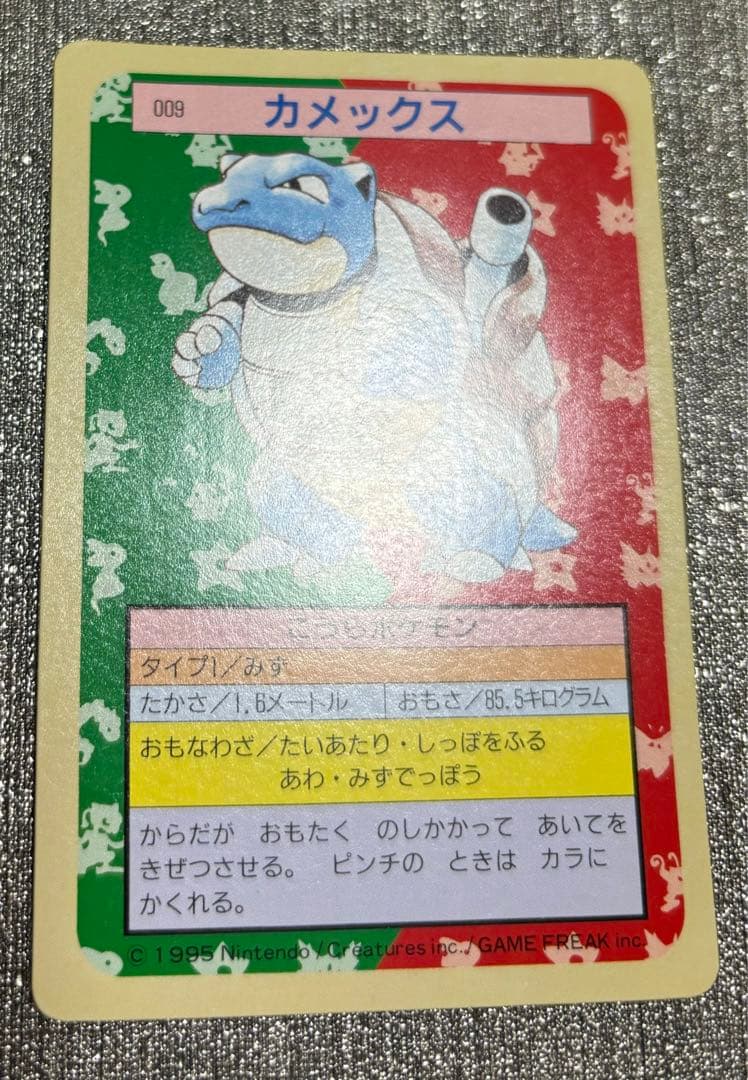 009 カメックス
こうらポケモン
タイプ1/みず
たかさ/1.6メートル おもさ/85.5キログラム
おもなわざ/たいあたり・しっぽをふる
あわ・みずでっぽう
からだが おもたく のしかかって あいてを
きぜつさせる。 ピンチの ときは カラに
かくれる。
© 1995 Nintendo/Creatures inc./GAME FREAK inc.